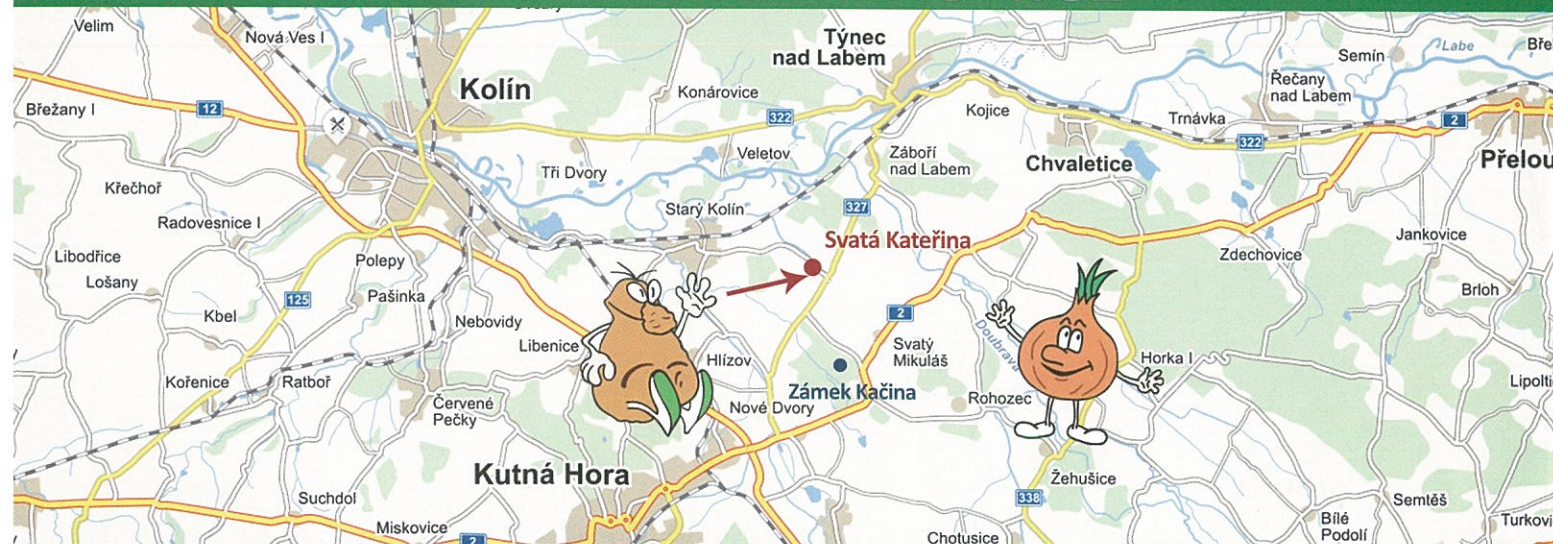 Velim
Nová Ves I
Týnec
nad Labem
Semín
Labe
Kolín
Řečany
nad Labem
Břežany I
12
Konárovice
322
Kojice
Trnávka
2
322
Veletov
Záboří
nad Labem
Chvaletice
Tři Dvory
Křečhoř
Starý Kolín
327
Radovesnice I
Svatá Kateřina
Jankovice
Libodřice
Polepy
Zdechovice
Lošany
125
Pašinka
Brloh
Kbel
Nebovidy
2
Doubrava
Libenice
Svatý
Mikuláš
Hlízov
Horka I
Kořenice
Ratboř
Zámek Kačina
Rohozec
Červené
Pečky
Nové Dvory
Kutná Hora
Žehušice
338
Suchdol
Semtěš
Miskovice
2
Chotusice
Bílé
Podolí
Přelou
Bře
Lipolti
Turkovi